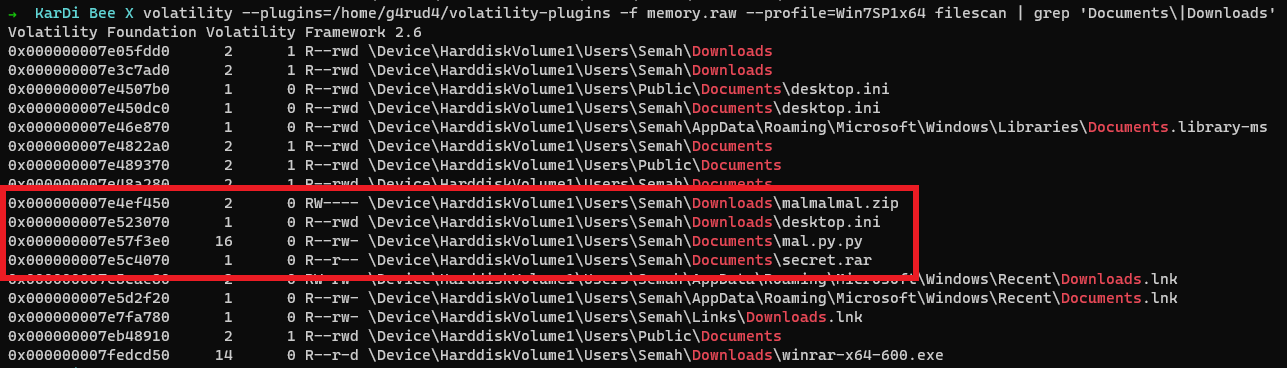 → KarDi Bee X volatility --plugins=/home/g4rud4/volatility-plugins -f memory.raw --profile=Win7SP1x64 filescan | grep 'Documents\|Downloads'
Volatility Foundation Volatility Framework 2.6
0x000000007e05fdd0 2 1 R--rwd \Device\HarddiskVolume1\Users\Semah\Downloads
0x000000007e3c7ad0 2 1 R--rwd \Device\HarddiskVolume1\Users\Semah\Downloads
0x000000007e4507b0 1 0 R--rwd \Device\HarddiskVolume1\Users\Public\Documents\desktop.ini
0x000000007e450dc0 1 0 R--rwd \Device\HarddiskVolume1\Users\Semah\Documents\desktop.ini
0x000000007e46e870 1 0 R--rwd \Device\HarddiskVolume1\Users\Semah\AppData\Roaming\Microsoft\Windows\Libraries\Documents.library-ms
0x000000007e4822a0 2 1 R--rwd \Device\HarddiskVolume1\Users\Semah\Documents
0x000000007e489370 2 1 R--rwd \Device\HarddiskVolume1\Users\Public\Documents
0x000000007e48a280 2 1 R--rwd \Device\HarddiskVolume1\Users\Semah\Documents
0x000000007e4ef450 2 0 RW---- \Device\HarddiskVolume1\Users\Semah\Downloads\malmalmal.zip
0x000000007e523070 1 0 R--rwd \Device\HarddiskVolume1\Users\Semah\Downloads\desktop.ini
0x000000007e57f3e0 16 0 R--rw- \Device\HarddiskVolume1\Users\Semah\Documents\mal.py.py
0x000000007e5c4070 1 0 R--r-- \Device\HarddiskVolume1\Users\Semah\Documents\secret.rar
2 0 RW-rw- \Device\HarddiskVolume1\Users\Semah\AppData\Roaming\Microsoft\Windows\Recent\Downloads.lnk
0x000000007e5d2f20 1 0 R--rw- \Device\HarddiskVolume1\Users\Semah\AppData\Roaming\Microsoft\Windows\Recent\Documents.lnk
0x000000007e7fa780 1 0 R--rw- \Device\HarddiskVolume1\Users\Semah\Links\Downloads.lnk
0x000000007eb48910 2 1 R--rwd \Device\HarddiskVolume1\Users\Public\Documents
0x000000007fedcd50 14 0 R--r-d \Device\HarddiskVolume1\Users\Semah\Downloads\winrar-x64-600.exe